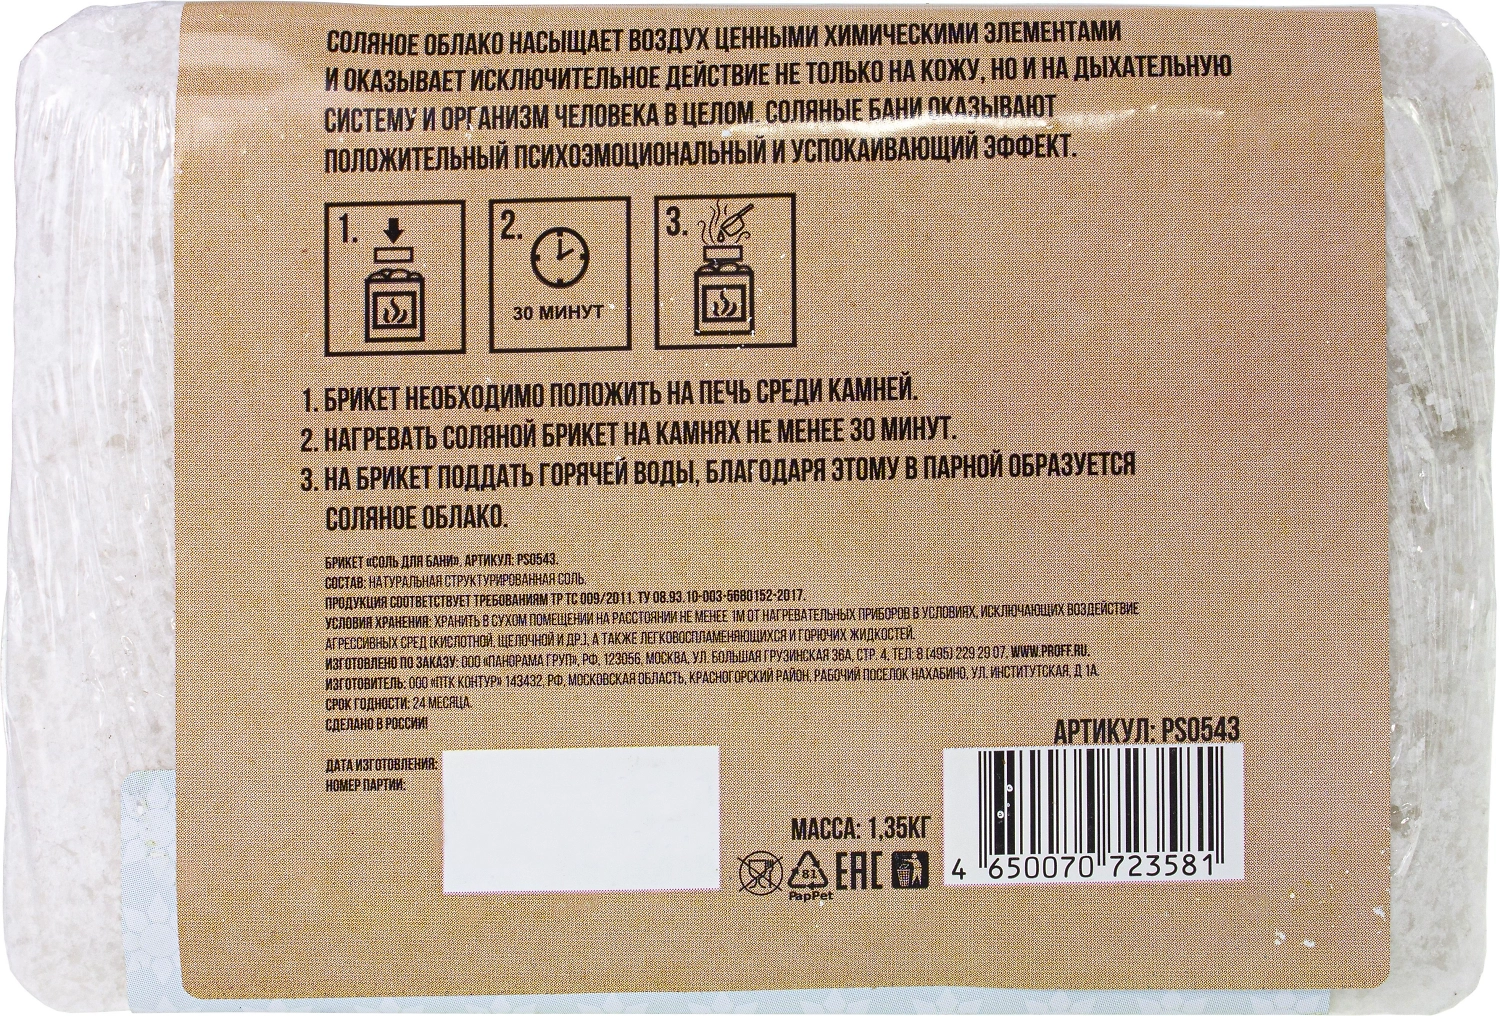 СОЛЯНОЕ ОБЛАКО НАСЫЩАЕТ ВОЗДУХ ЦЕННЫМИ ХИМИЧЕСКИМИ ЭЛЕМЕНТАМИ
И ОКАЗЫВАЕТ ИСКЛЮЧИТЕЛЬНОЕ ДЕЙСТВИЕ НЕ ТОЛЬКО НА КОЖУ, НО И НА ДЫХАТЕЛЬНУЮ
СИСТЕМУ И ОРГАНИЗМ ЧЕЛОВЕКА В ЦЕЛОМ. СОЛЯНЫЕ БАНИ ОКАЗЫВАЮТ
ПОЛОЖИТЕЛЬНЫЙ ПСИХОЭМОЦИОНАЛЬНЫЙ И УСПОКАИВАЮЩИЙ ЭФФЕКТ.
1. 2. 3.
30 МИНУТ
1. БРИКЕТ НЕОБХОДИМО ПОЛОЖИТЬ НА ПЕЧЬ СРЕДИ КАМНЕЙ.
2. НАГРЕВАТЬ СОЛЯНОЙ БРИКЕТ НА КАМНЯХ НЕ МЕНЕЕ 30 МИНУТ.
3. НА БРИКЕТ ПОДДАТЬ ГОРЯЧЕЙ ВОДЫ, БЛАГОДАРЯ ЭТОМУ В ПАРНОЙ ОБРАЗУЕТСЯ
СОЛЯНОЕ ОБЛАКО.
БРИКЕТ «СОЛЬ ДЛЯ БАНИ». АРТИКУЛ: PS0543.
СОСТАВ: НАТУРАЛЬНАЯ СТРУКТУРИРОВАННАЯ СОЛЬ.
ПРОДУКЦИЯ СООТВЕТСТВУЕТ ТРЕБОВАНИЯМ ТР ТС 009/2011. ТУ 08.93.10-003-5680152-2017.
УСЛОВИЯ ХРАНЕНИЯ: ХРАНИТЬ В СУХОМ ПОМЕЩЕНИИ НА РАССТОЯНИИ НЕ МЕНЕЕ 1М ОТ НАГРЕВАТЕЛЬНЫХ ПРИБОРОВ В УСЛОВИЯХ, ИСКЛЮЧАЮЩИХ ВОЗДЕЙСТВИЕ
АГРЕССИВНЫХ СРЕД (КИСЛОТНОЙ, ЩЕЛОЧНОЙ И ДР.), А ТАКЖЕ ЛЕГКОВОСПЛАМЕНЯЮЩИХСЯ И ГОРЮЧИХ ЖИДКОСТЕЙ.
ИЗГОТОВЛЕНО ПО ЗАКАЗУ: ООО «ПАНОРАМА ГРУП», РФ, 123056, МОСКВА, УЛ. БОЛЬШАЯ ГРУЗИНСКАЯ 36А, СТР. 4, ТЕЛ: 8 (495) 229 29 07, WWW.PROFF.RU.
ИЗГОТОВИТЕЛЬ: ООО «ПТК КОНТУР» 143432, РФ, МОСКОВСКАЯ ОБЛАСТЬ, КРАСНОГОРСКИЙ РАЙОН, РАБОЧИЙ ПОСЕЛОК НАХАБИНО, УЛ. ИНСТИТУТСКАЯ, Д 1А.
СРОК ГОДНОСТИ: 24 МЕСЯЦА.
СДЕЛАНО В РОССИИ!
АРТИКУЛ: PS0543
ДАТА ИЗГОТОВЛЕНИЯ:
НОМЕР ПАРТИИ:
МАССА: 1,35КГ
81
PapPet
EAC
4 650070 723581